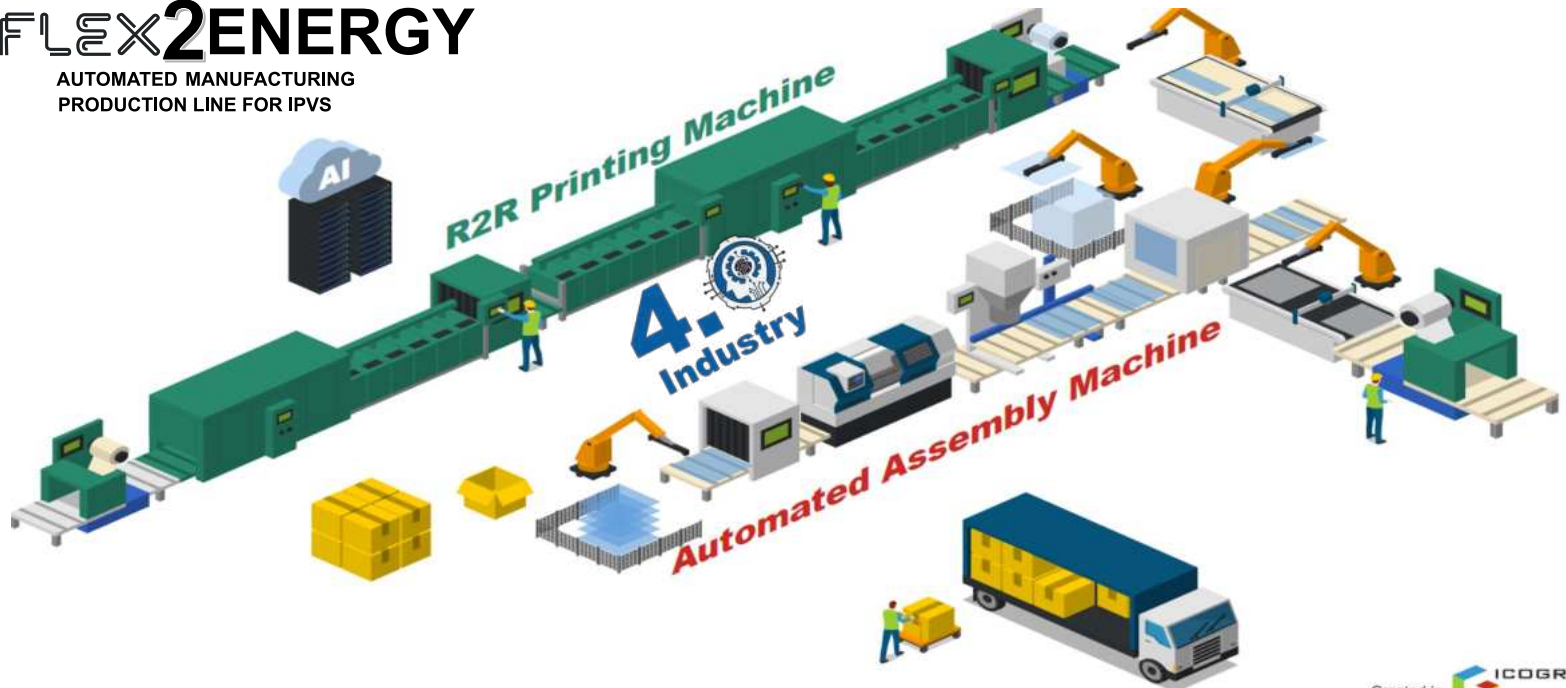 FLEX2ENERGY
AUTOMATED MANUFACTURING
PRODUCTION LINE FOR IPVS
AI
R2R Printing Machine
4.
Industry
Automated Assembly Machine
ICOGR